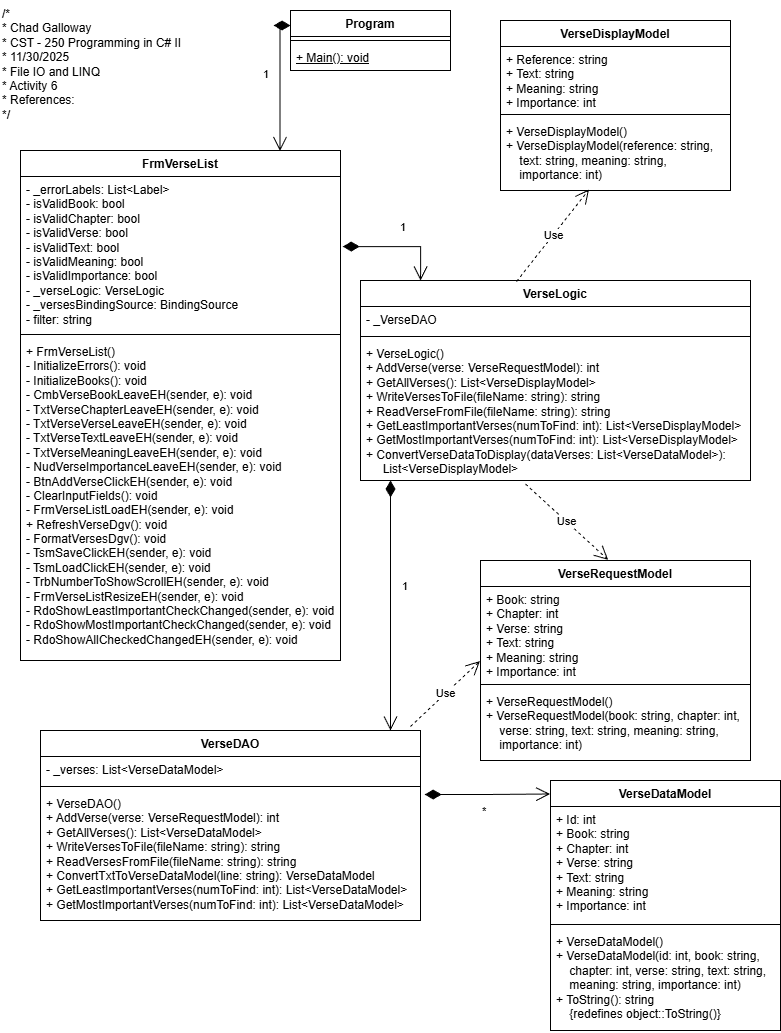 /*
* Chad Galloway
* CST - 250 Programming in C# II
* 11/30/2025
* File IO and LINQ
* Activity 6
* References:
*/
Program
+ Main(): void
1
VerseDisplayModel
+ Reference: string
+ Text: string
+ Meaning: string
+ Importance: int
+ VerseDisplayModel()
+ VerseDisplayModel(reference: string,
text: string, meaning: string,
importance: int)
FrmVerseList
- _errorLabels: List<Label>
- isValidBook: bool
- isValidChapter: bool
- isValidVerse: bool
- isValidText: bool
- isValidMeaning: bool
- isValidImportance: bool
- _verseLogic: VerseLogic
- _versesBindingSource: BindingSource
- filter: string
+ FrmVerseList()
- InitializeErrors(): void
- InitializeBooks(): void
- CmbVerseBookLeaveEH(sender, e): void
- TxtVerseChapterLeaveEH(sender, e): void
- TxtVerseVerseLeaveEH(sender, e): void
- TxtVerseTextLeaveEH(sender, e): void
- TxtVerseMeaningLeaveEH(sender, e): void
- NudVerseImportanceLeaveEH(sender, e): void
- BtnAddVerseClickEH(sender, e): void
- ClearInputFields(): void
- FrmVerseListLoadEH(sender, e): void
+ RefreshVerseDgv(): void
- FormatVersesDgv(): void
- TsmSaveClickEH(sender, e): void
- TsmLoadClickEH(sender, e): void
- TrbNumberToShowScrollEH(sender, e): void
- FrmVerseListResizeEH(sender, e): void
- RdoShowLeastImportantCheckChanged(sender, e): void
- RdoShowMostImportantCheckChanged(sender, e): void
- RdoShowAllCheckedChangedEH(sender, e): void
1
Use
VerseLogic
- _VerseDAO
+ VerseLogic()
+ AddVerse(verse: VerseRequestModel): int
+ GetAllVerses(): List<VerseDisplayModel>
+ WriteVersesToFile(fileName: string): string
+ ReadVerseFromFile(fileName: string): string
+ GetLeastImportantVerses(numToFind: int): List<VerseDisplayModel>
+ GetMostImportantVerses(numToFind: int): List<VerseDisplayModel>
+ ConvertVerseDataToDisplay(dataVerses: List<VerseDataModel>):
List<VerseDisplayModel>
Use
1
VerseRequestModel
+ Book: string
+ Chapter: int
+ Verse: string
+ Text: string
+ Meaning: string
+ Importance: int
+ VerseRequestModel()
+ VerseRequestModel(book: string, chapter: int,
verse: string, text: string, meaning: string,
importance: int)
Use
VerseDAO
- _verses: List<VerseDataModel>
+ VerseDAO()
+ AddVerse(verse: VerseRequestModel): int
+ GetAllVerses(): List<VerseDataModel>
+ WriteVersesToFile(fileName: string): string
+ ReadVersesFromFile(fileName: string): string
+ ConvertTxtToVerseDataModel(line: string): VerseDataModel
+ GetLeastImportantVerses(numToFind: int): List<VerseDataModel>
+ GetMostImportantVerses(numToFind: int): List<VerseDataModel>
*
VerseDataModel
+ Id: int
+ Book: string
+ Chapter: int
+ Verse: string
+ Text: string
+ Meaning: string
+ Importance: int
+ VerseDataModel()
+ VerseDataModel(id: int, book: string,
chapter: int, verse: string, text: string,
meaning: string, importance: int)
+ ToString(): string
{redefines object::ToString()}